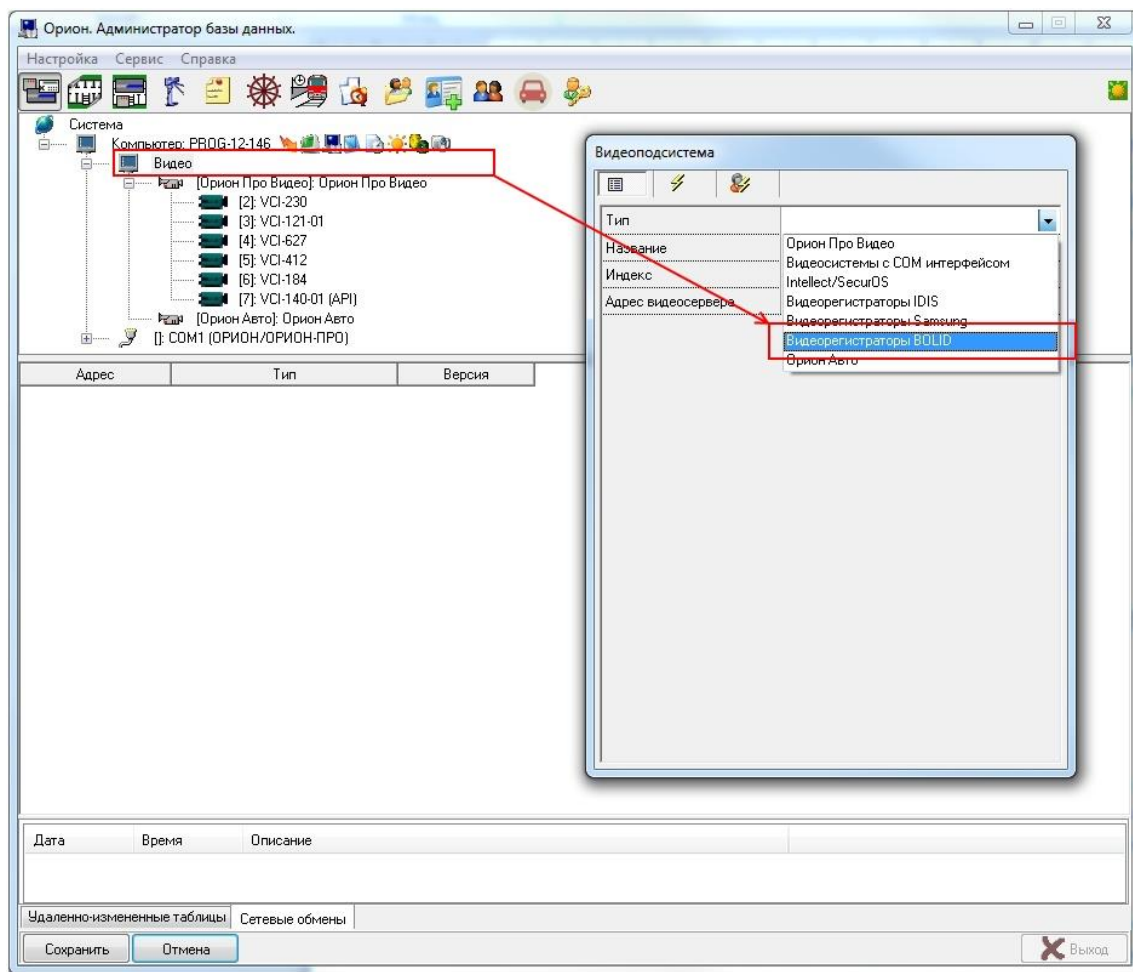 Орион. Администратор базы данных.
Настройка Сервис Справка
Система
Компьютер: PROG-12-146
Видео
[Орион Про Видео]: Орион Про Видео
[2]: VCI-230
[3]: VCI-121-01
[4]: VCI-627
[5]: VCI-412
[6]: VCI-184
[7]: VCI-140-01 (API)
[Орион Авто]: Орион Авто
[]: COM1 (ОРИОН/ОРИОН-ПРО)
Адрес Тип Версия
Видеоподсистема
Тип
Название
Индекс
Адрес видеосервера
Орион Про Видео
Видеосистемы с COM интерфейсом
Intellect/SecurOS
Видеорегистраторы IDIS
Видеорегистраторы Samsung
Видеорегистраторы BOLID
Орион Авто
Дата Время Описание
Удаленно-измененные таблицы Сетевые обмены
Сохранить Отмена Выход